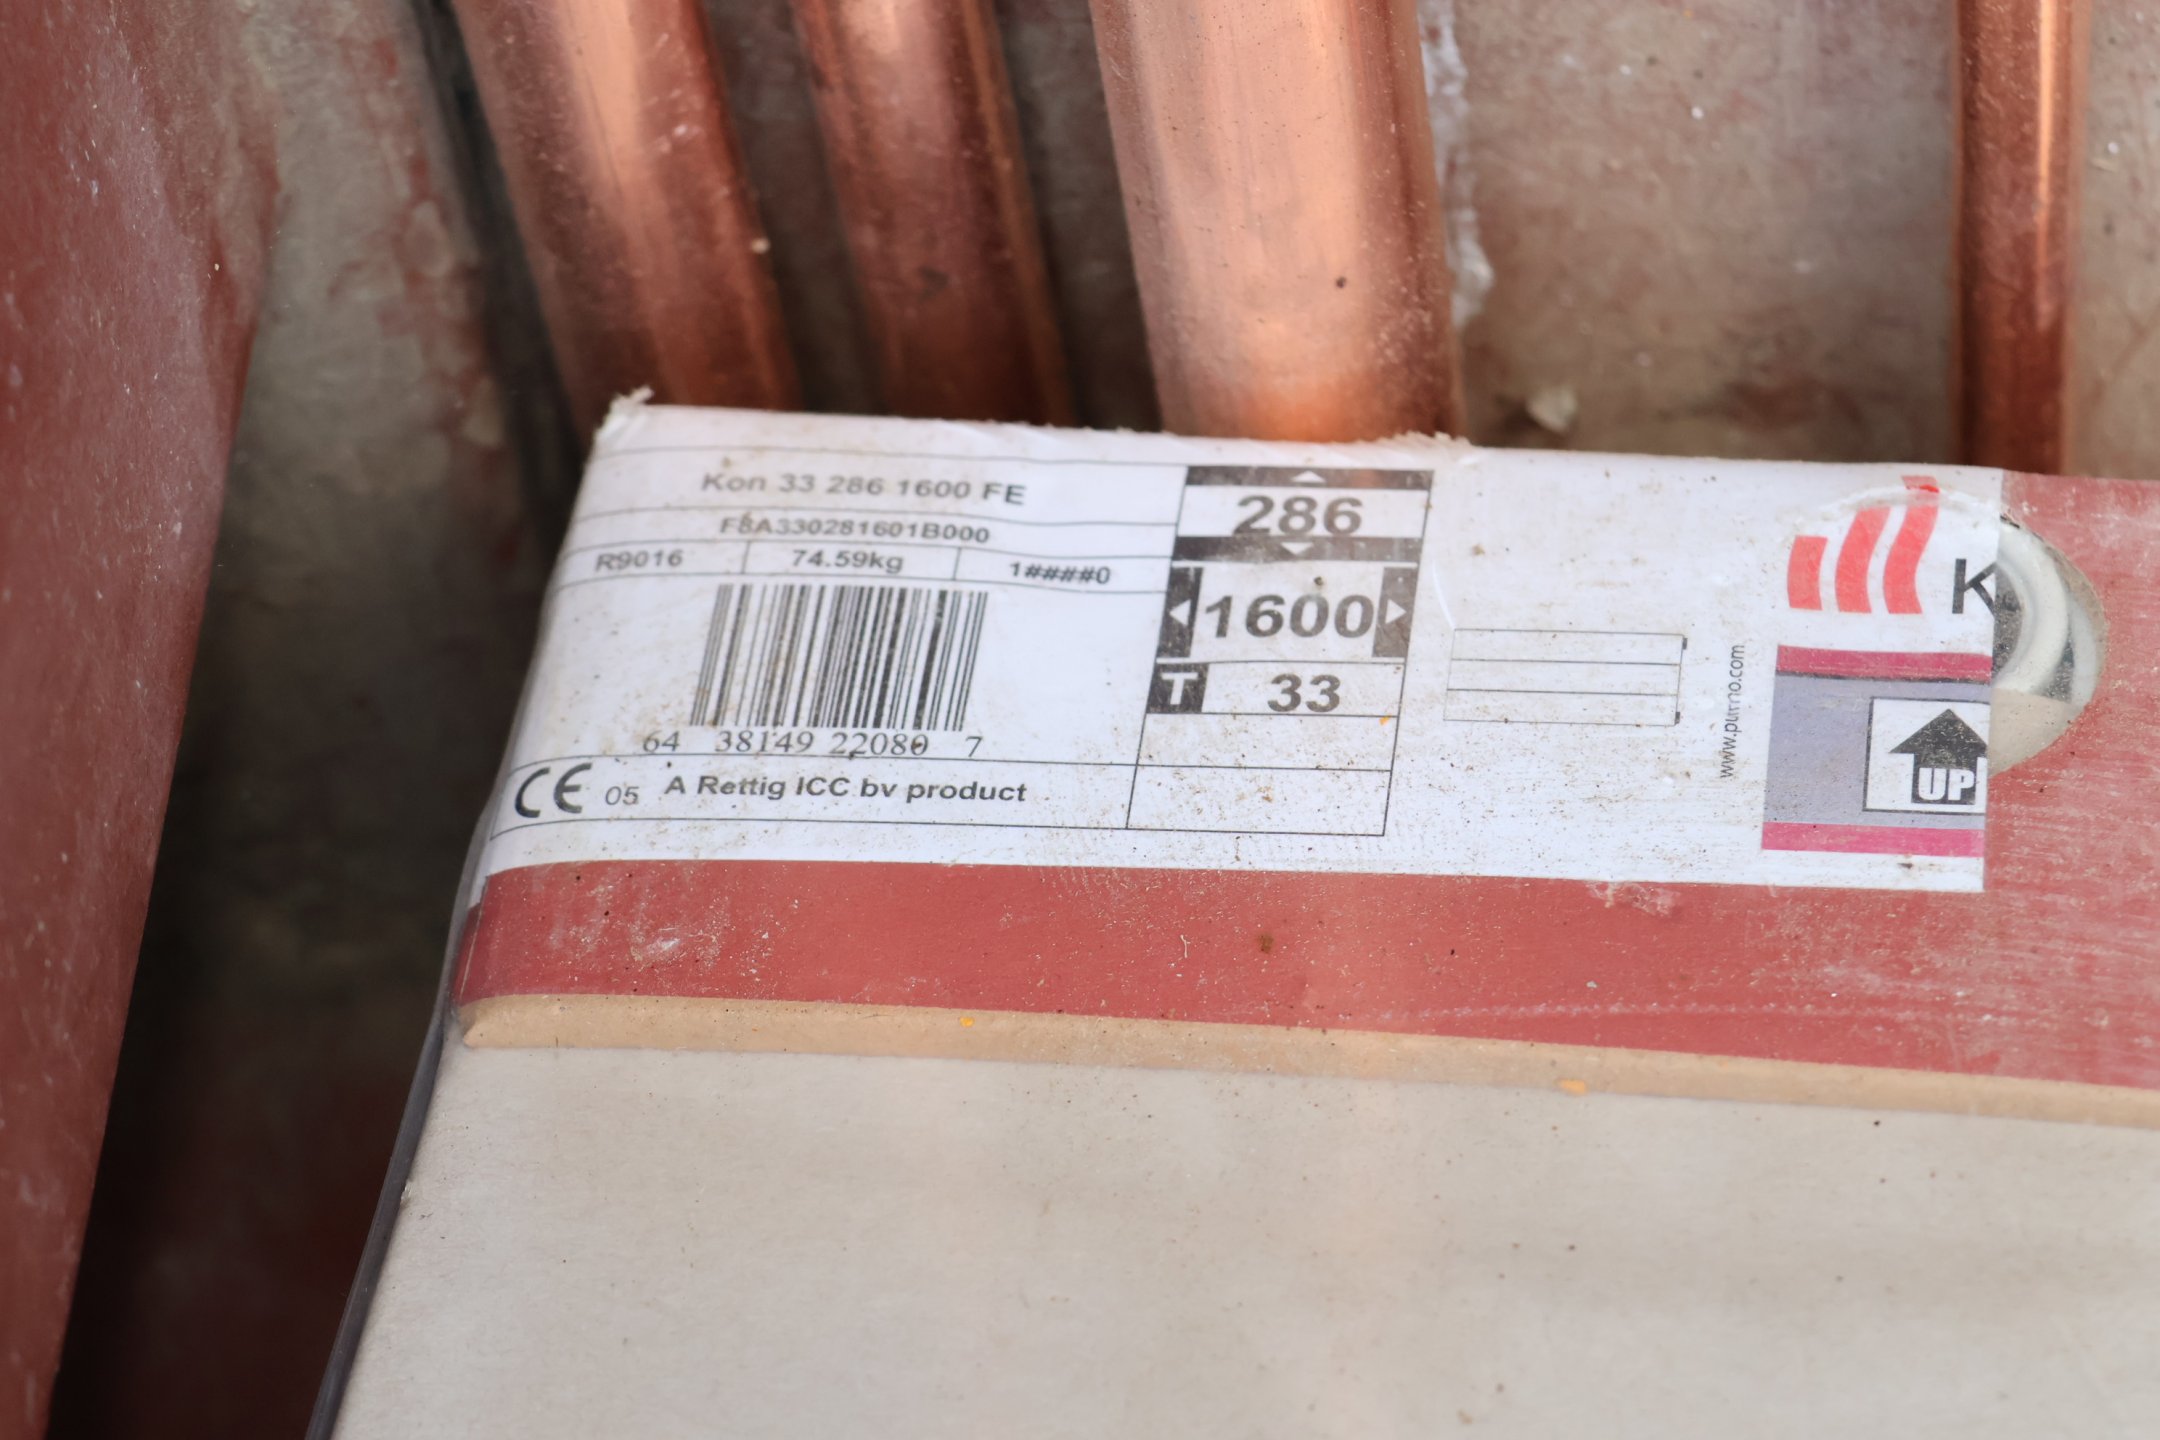 Kon 33 286 1600 FE
F8A330281601B000
R9016 74.59kg 1####0
64 38149 22080 7
CE 05 A Rettig ICC bv product
286
1600
T 33
www.purmo.com
K
UP